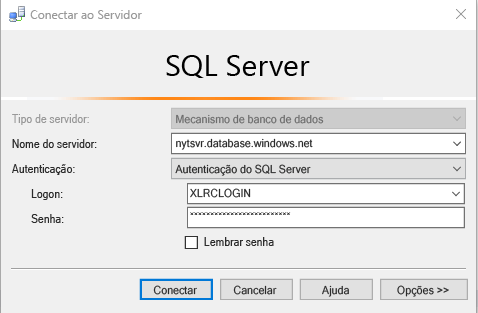 Conectar ao Servidor
SQL Server
Tipo de servidor: Mecanismo de banco de dados
Nome do servidor: nytsvr.database.windows.net
Autenticação: Autenticação do SQL Server
Logon: XLRCLOGIN
Senha: ************************
Lembrar senha
Conectar Cancelar Ajuda Opções >>